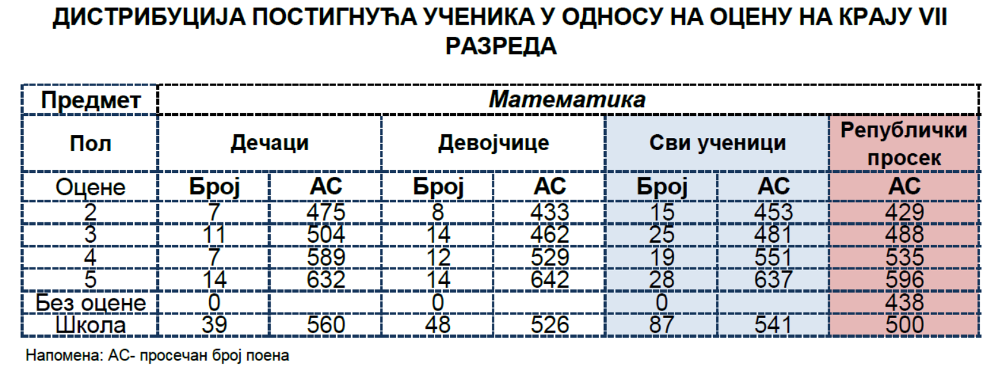 ДИСТРИБУЦИЈА ПОСТИГНУЋА УЧЕНИКА У ОДНОСУ НА ОЦЕНУ НА КРАЈУ VII
РАЗРЕДА
Предмет Математика
Пол Дечаци Девојчице Сви ученици Републички просек
Оцене Број АС Број АС Број АС АС
2 7 475 8 433 15 453 429
3 11 504 14 462 25 481 488
4 7 589 12 529 19 551 535
5 14 632 14 642 28 637 596
Без оцене 0 0 0 438
Школа 39 560 48 526 87 541 500
Напомена: АС- просечан број поена